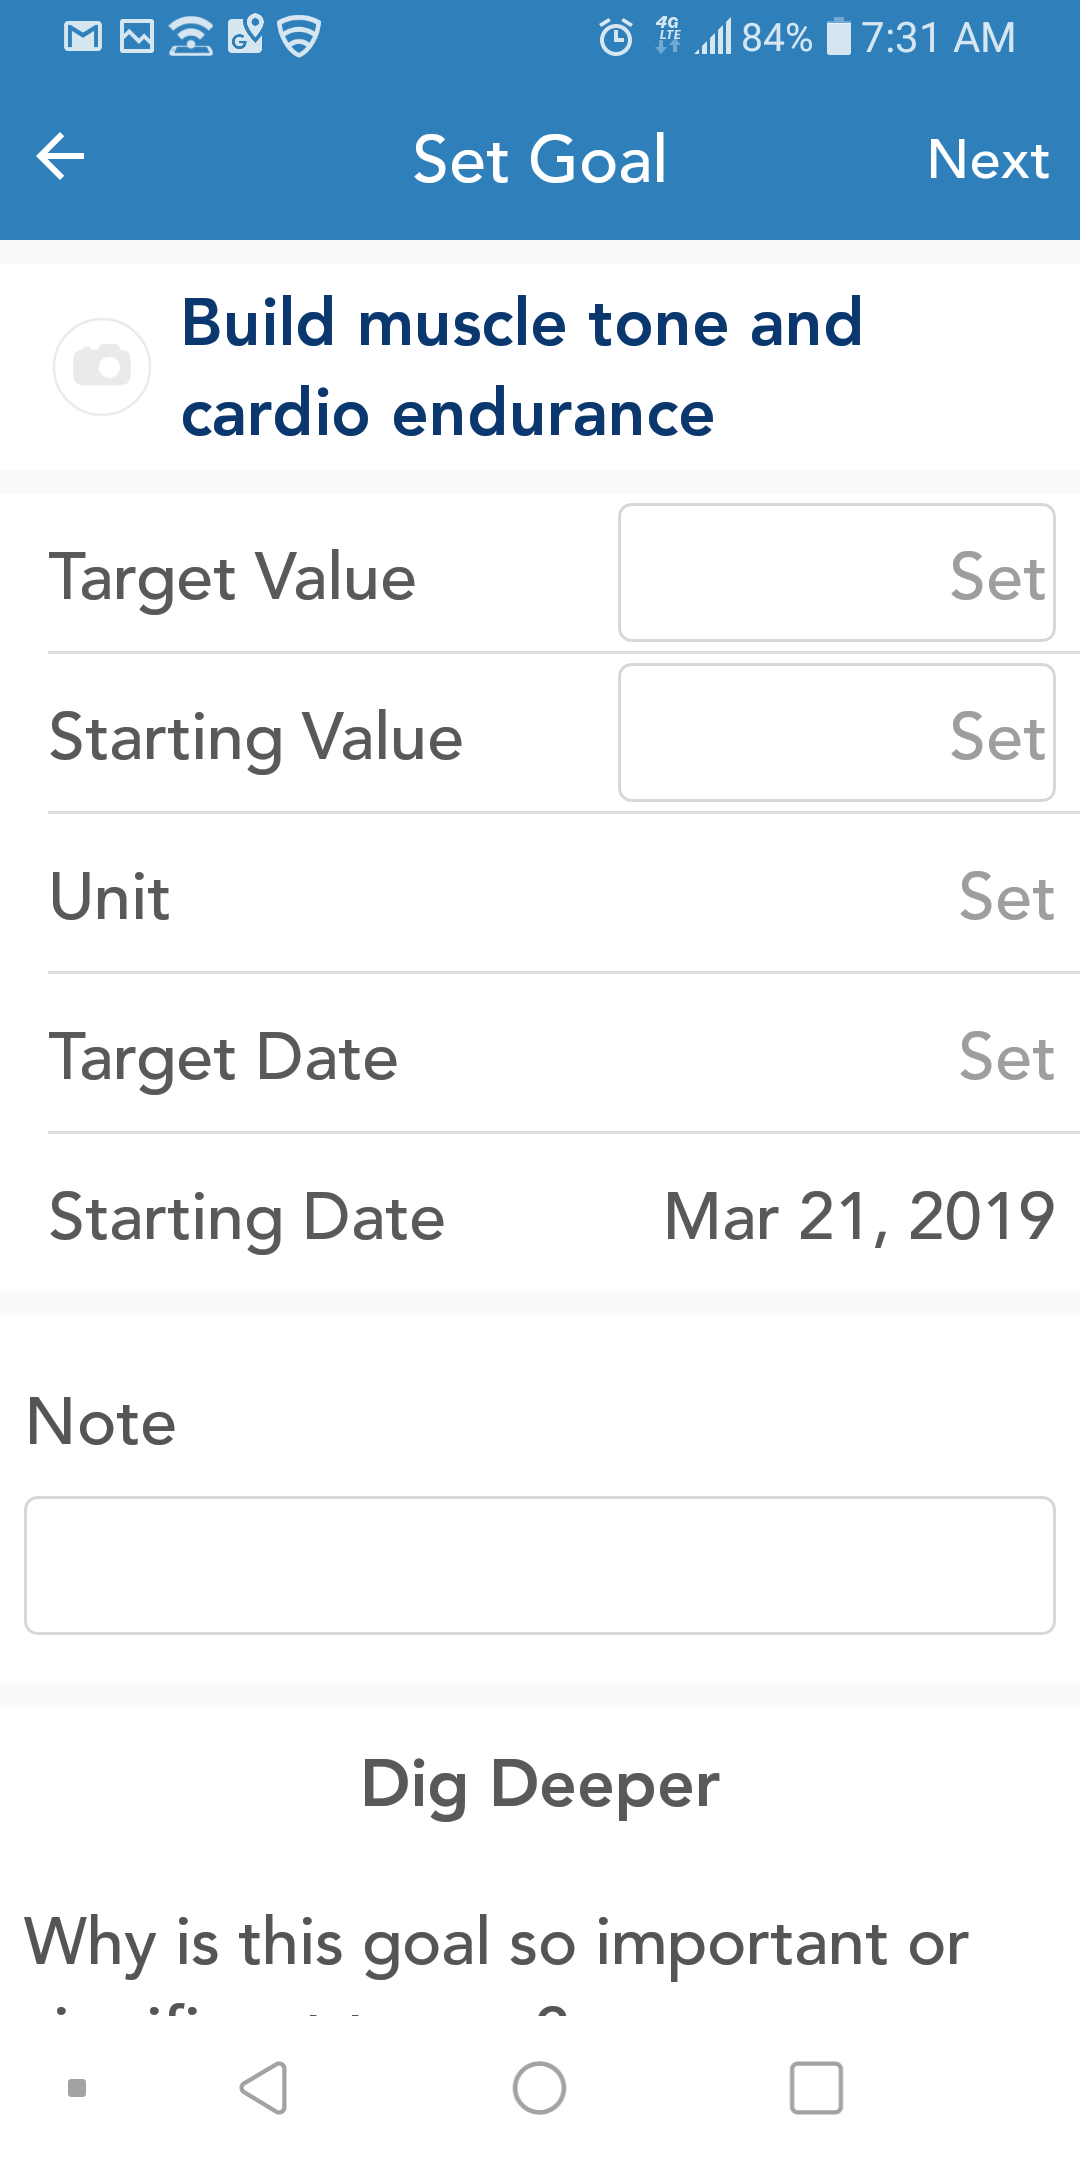 4G LTE 84% 7:31 AM
Set Goal Next
Build muscle tone and
cardio endurance
Target Value Set
Starting Value Set
Unit Set
Target Date Set
Starting Date Mar 21, 2019
Note
Dig Deeper
Why is this goal so important or